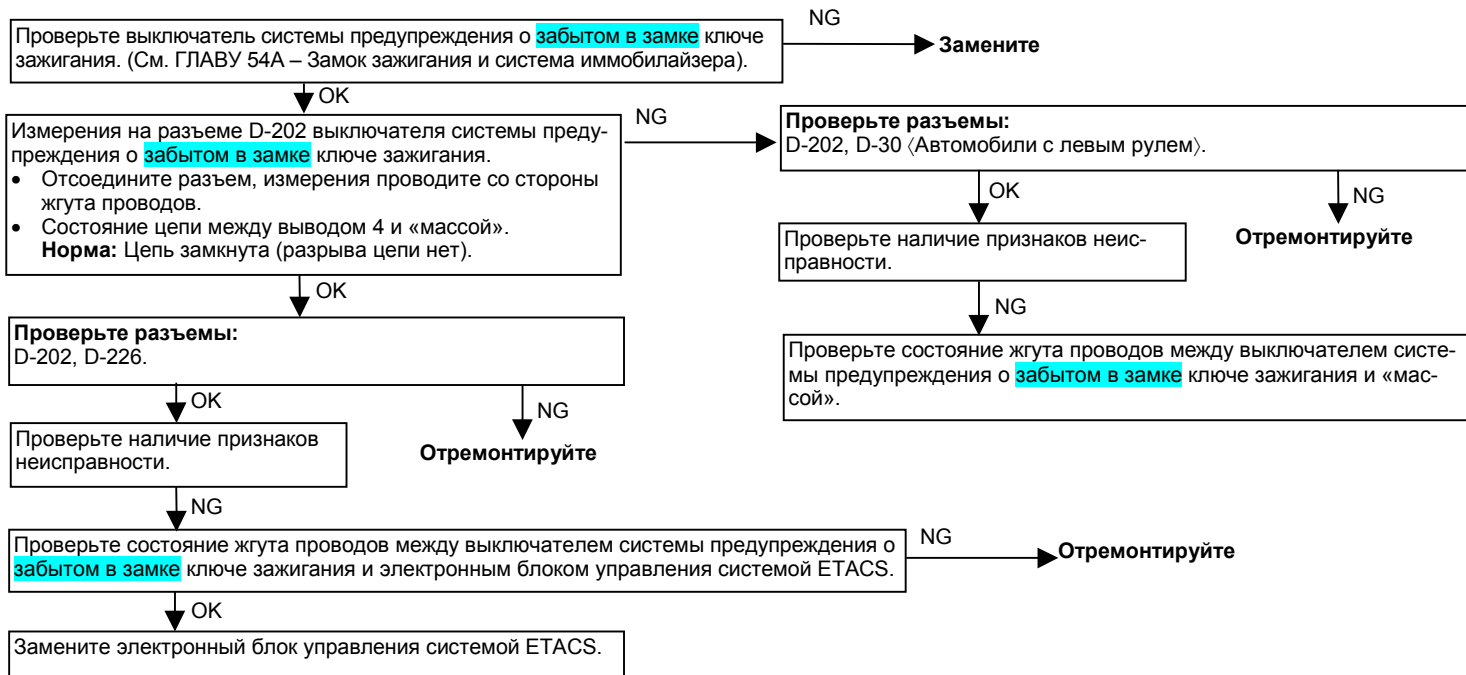 NG
Проверьте выключатель системы предупреждения о забытом в замке ключе
зажигания. (См. ГЛАВУ 54А – Замок зажигания и система иммобилайзера).
Замените
OK
Измерения на разъеме D-202 выключателя системы преду-
преждения о забытом в замке ключе зажигания.
• Отсоедините разъем, измерения проводите со стороны
жгута проводов.
• Состояние цепи между выводом 4 и «массой».
Норма: Цепь замкнута (разрыва цепи нет).
NG
Проверьте разъемы:
D-202, D-30 〈Автомобили с левым рулем〉.
OK
NG
Проверьте наличие признаков неис-
правности.
Отремонтируйте
NG
Проверьте состояние жгута проводов между выключателем систе-
мы предупреждения о забытом в замке ключе зажигания и «мас-
сой».
OK
Проверьте разъемы:
D-202, D-226.
OK
NG
Проверьте наличие признаков
неисправности.
Отремонтируйте
NG
Проверьте состояние жгута проводов между выключателем системы предупреждения о
забытом в замке ключе зажигания и электронным блоком управления системой ETACS.
NG
Отремонтируйте
OK
Замените электронный блок управления системой ETACS.